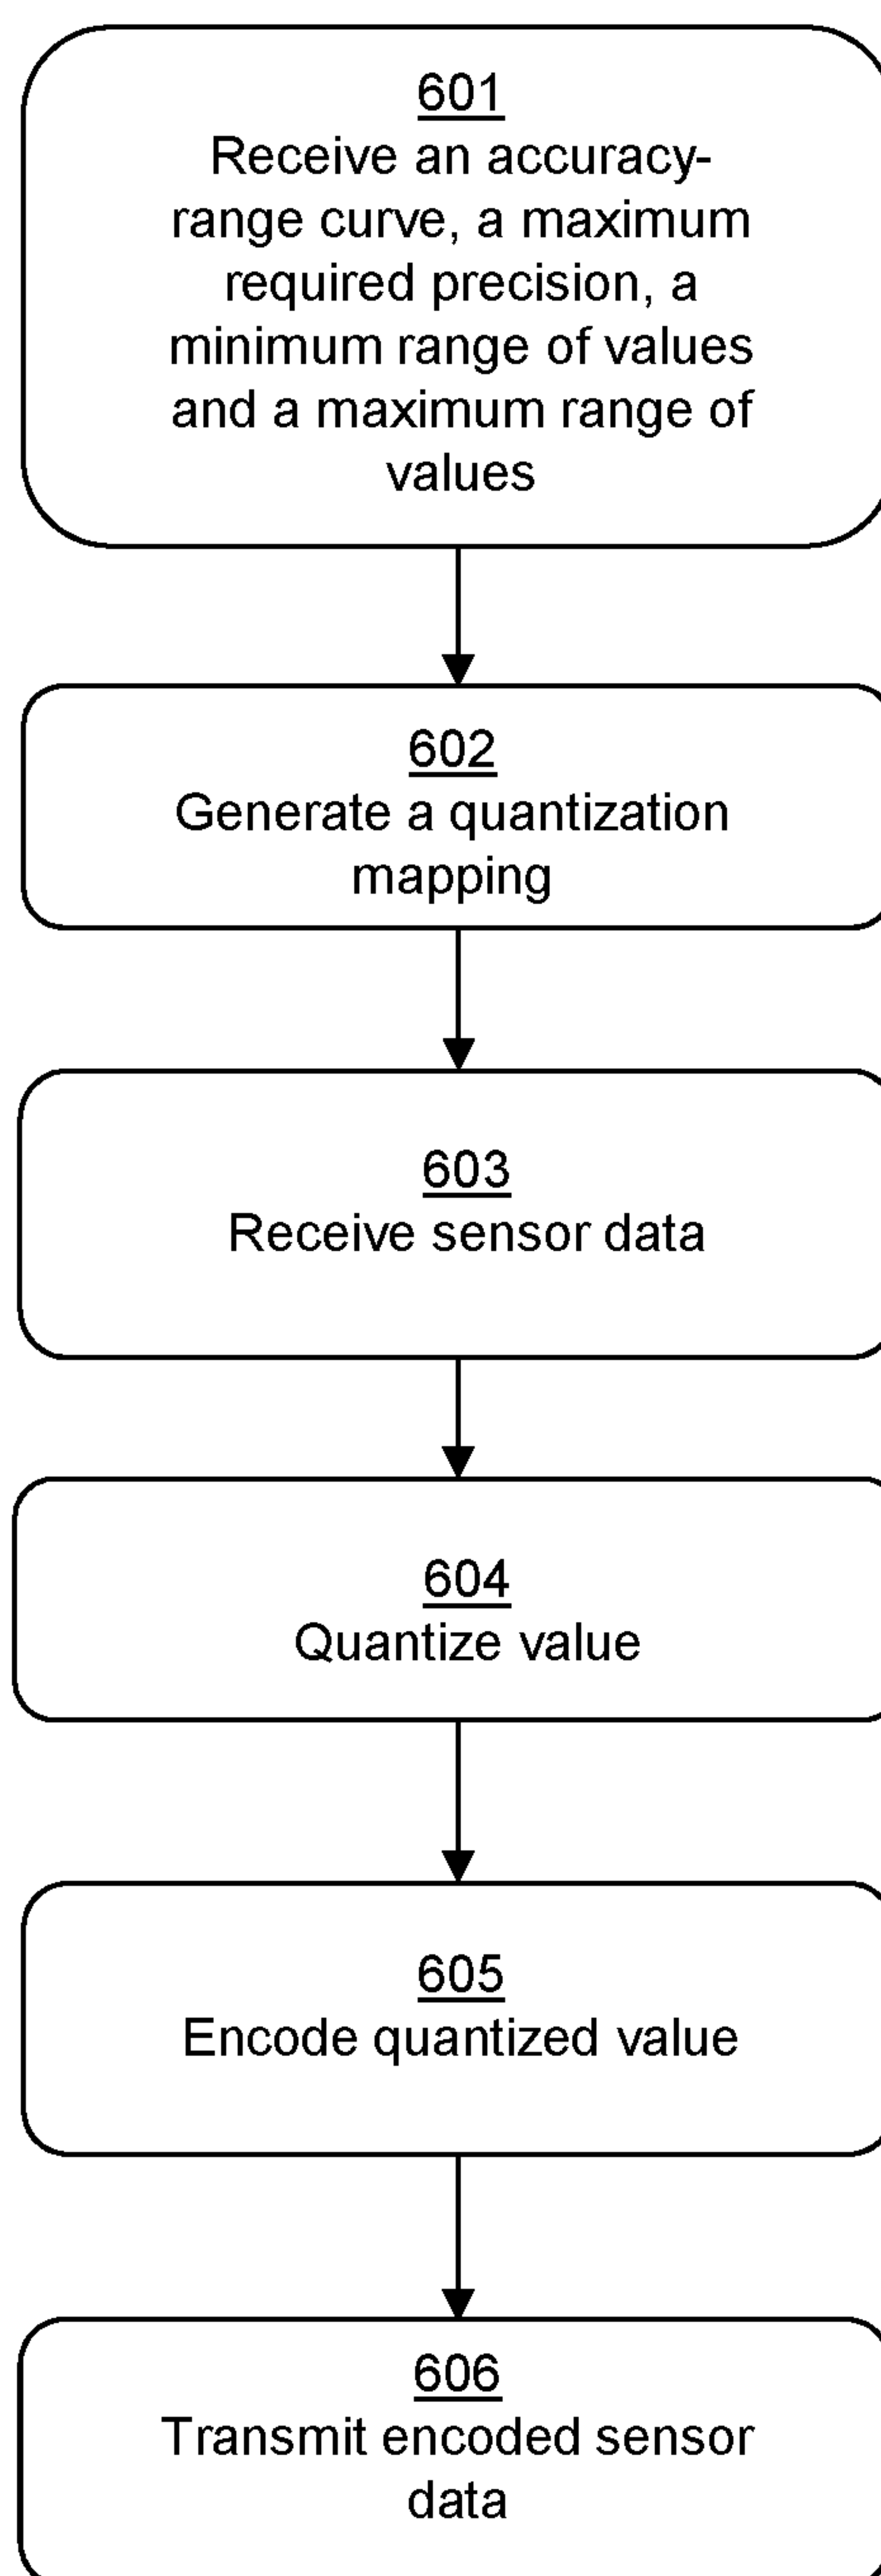 601
Receive an accuracy-
range curve, a maximum
required precision, a
minimum range of values
and a maximum range of
values
602
Generate a quantization
mapping
603
Receive sensor data
604
Quantize value
605
Encode quantized value
606
Transmit encoded sensor
data